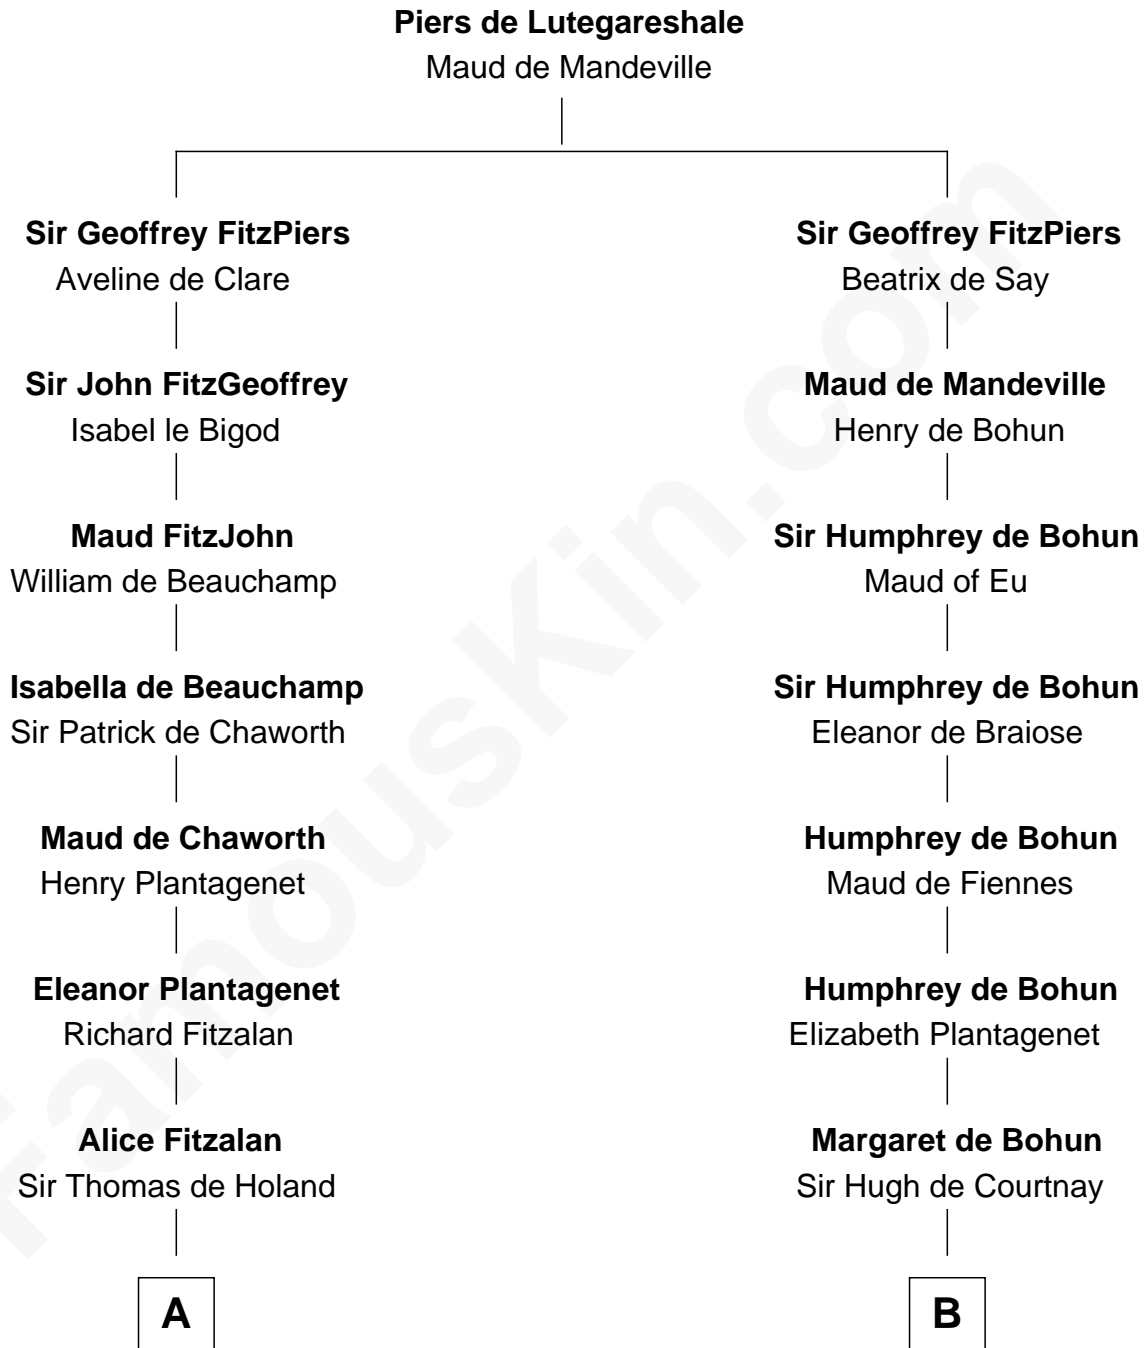 Piers de Lutegareshale
Maud de Mandeville
Sir Geoffrey FitzPiers
Aveline de Clare
Sir John FitzGeoffrey
Isabel le Bigod
Maud FitzJohn
William de Beauchamp
Isabella de Beauchamp
Sir Patrick de Chaworth
Maud de Chaworth
Henry Plantagenet
Eleanor Plantagenet
Richard Fitzalan
Alice Fitzalan
Sir Thomas de Holand
A
Sir Geoffrey FitzPiers
Beatrix de Say
Maud de Mandeville
Henry de Bohun
Sir Humphrey de Bohun
Maud of Eu
Sir Humphrey de Bohun
Eleanor de Braiose
Humphrey de Bohun
Maud de Fiennes
Humphrey de Bohun
Elizabeth Plantagenet
Margaret de Bohun
Sir Hugh de Courtnay
B
FamousKin.com